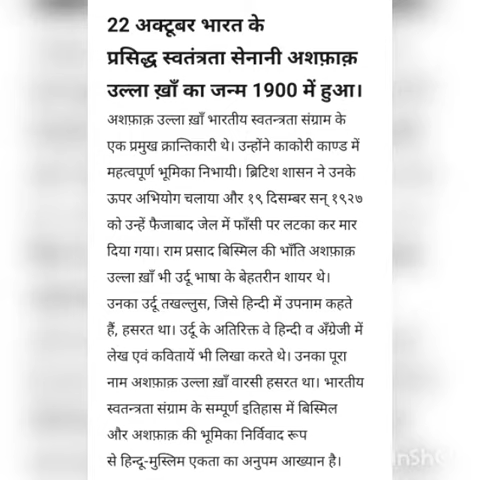 22 अक्टूबर भारत के
प्रसिद्ध स्वतंत्रता सेनानी अशफ़ाक़
उल्ला ख़ाँ का जन्म 1900 में हुआ।
अशफ़ाक़ उल्ला ख़ाँ भारतीय स्वतन्त्रता संग्राम के
एक प्रमुख क्रान्तिकारी थे। उन्होंने काकोरी काण्ड में
महत्वपूर्ण भूमिका निभायी। ब्रिटिश शासन ने उनके
ऊपर अभियोग चलाया और १९ दिसम्बर सन् १९२७
को उन्हें फैजाबाद जेल में फाँसी पर लटका कर मार
दिया गया। राम प्रसाद बिस्मिल की भाँति अशफ़ाक़
उल्ला ख़ाँ भी उर्दू भाषा के बेहतरीन शायर थे।
उनका उर्दू तखल्लुस, जिसे हिन्दी में उपनाम कहते
हैं, हसरत था। उर्दू के अतिरिक्त वे हिन्दी व अँग्रेजी में
लेख एवं कवितायें भी लिखा करते थे। उनका पूरा
नाम अशफ़ाक़ उल्ला ख़ाँ वारसी हसरत था। भारतीय
स्वतन्त्रता संग्राम के सम्पूर्ण इतिहास में बिस्मिल
और अशफ़ाक़ की भूमिका निर्विवाद रूप
से हिन्दू-मुस्लिम एकता का अनुपम आख्यान है।